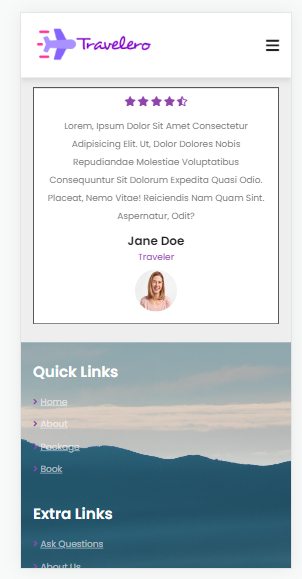 Travelero
Lorem, Ipsum Dolor Sit Amet Consectetur
Adipisicing Elit. Ut, Dolor Dolores Nobis
Repudiandae Molestiae Voluptatibus
Consequuntur Sit Dolorum Expedita Quasi Odio.
Placeat, Nemo Vitae! Reiciendis Nam Quam Sint.
Aspernatur, Odit?
Jane Doe
Traveler
Quick Links
Home
About
Package
Book
Extra Links
Ask Questions
About Us